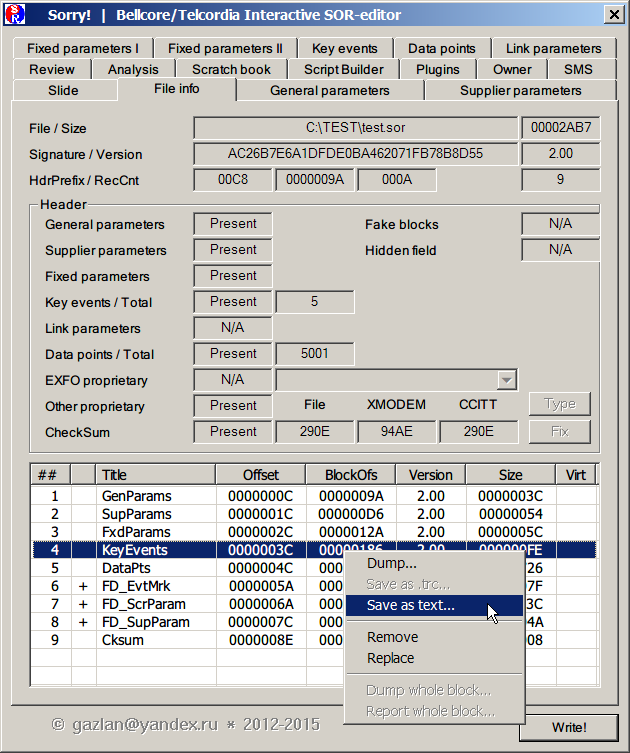 Sorry! | Bellcore/Telcordia Interactive SOR-editor
Fixed parameters I Fixed parameters II Key events Data points Link parameters
Review Analysis Scratch book Script Builder Plugins Owner SMS
Slide File info General parameters Supplier parameters
File / Size C:\TEST\test.sor 00002AB7
Signature / Version AC26B7E6A1DFDE0BA462071FB78B8D55 2.00
HdrPrefix / RecCnt 00C8 0000009A 000A 9
Header
General parameters Present Fake blocks N/A
Supplier parameters Present Hidden field N/A
Fixed parameters Present
Key events / Total Present 5
Link parameters N/A
Data points / Total Present 5001
EXFO proprietary N/A
Other proprietary Present File XMODEM CCITT Type
CheckSum Present 290E 94AE 290E Fix
## Title Offset BlockOfs Version Size Virt
1 GenParams 0000000C 0000009A 2.00 0000003C
2 SupParams 0000001C 000000D6 2.00 00000054
3 FxdParams 0000002C 0000012A 2.00 0000005C
4 KeyEvents 0000003C 00000186 2.00 000000FE
5 DataPts 0000004C 26
6 + FD_EvtMrk 0000005A 7F
7 + FD_ScrParam 0000006A 3C
8 + FD_SupParam 0000007C 4A
9 Cksum 0000008E 08
Dump...
Save as .trc...
Save as text...
Remove
Replace
Dump whole block...
Report whole block...
© gazlan@yandex.ru * 2012-2015 Write!